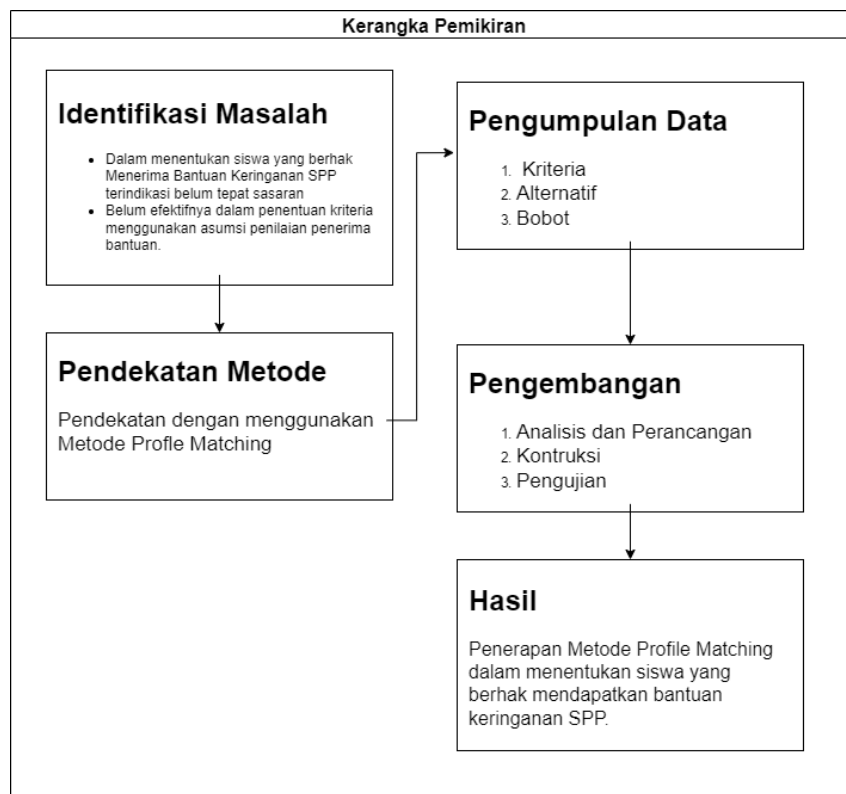 Kerangka Pemikiran
Identifikasi Masalah
• Dalam menentukan siswa yang berhak
Menerima Bantuan Keringanan SPP
terindikasi belum tepat sasaran
• Belum efektifnya dalam penentuan kriteria
menggunakan asumsi penilaian penerima
bantuan.
Pendekatan Metode
Pendekatan dengan menggunakan
Metode Profle Matching
Pengumpulan Data
1. Kriteria
2. Alternatif
3. Bobot
Pengembangan
1. Analisis dan Perancangan
2. Kontruksi
3. Pengujian
Hasil
Penerapan Metode Profile Matching
dalam menentukan siswa yang
berhak mendapatkan bantuan
keringanan SPP.